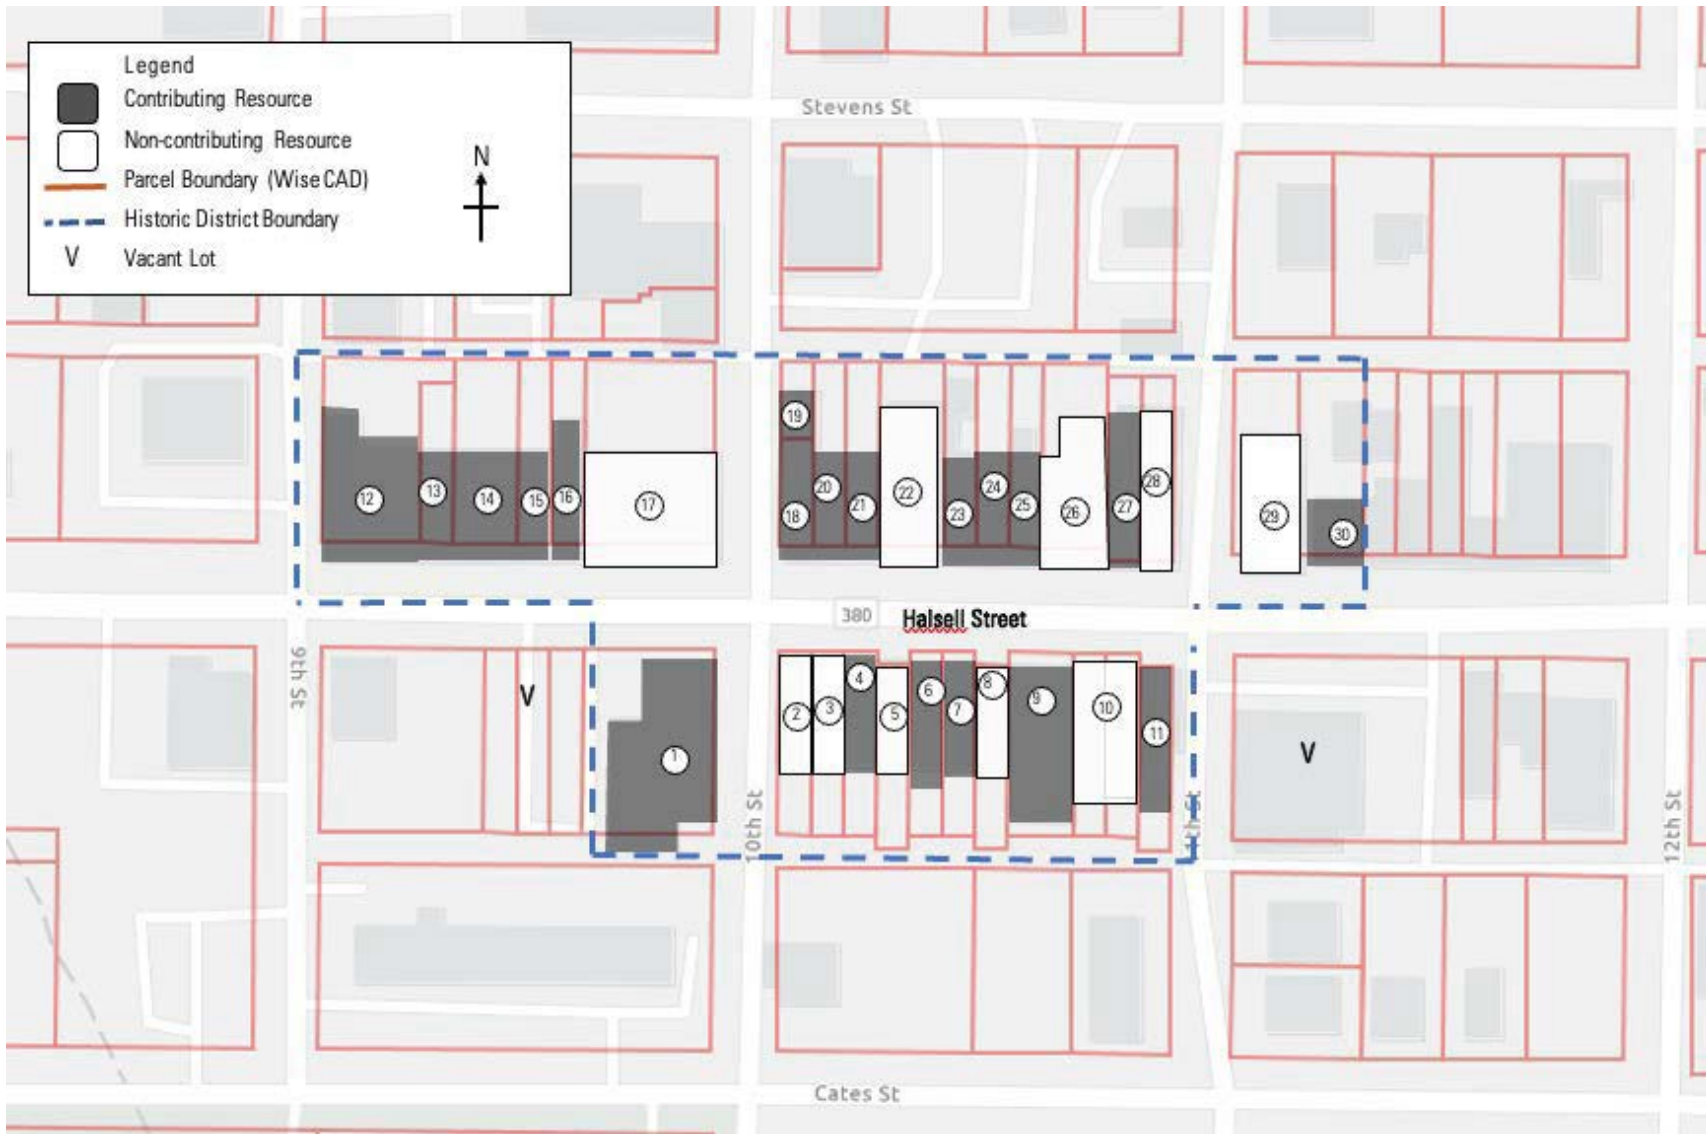 Legend
Contributing Resource
Non-contributing Resource
Parcel Boundary (Wise CAD)
Historic District Boundary
V Vacant Lot
N
Stevens St
19
12
13
14
15
16
17
18
20
21
22
23
24
25
26
27
28
29
30
380
Halsell Street
9th St
V
1
2
3
4
5
6
7
8
9
10
11
V
10th St
11th St
12th St
Cates St